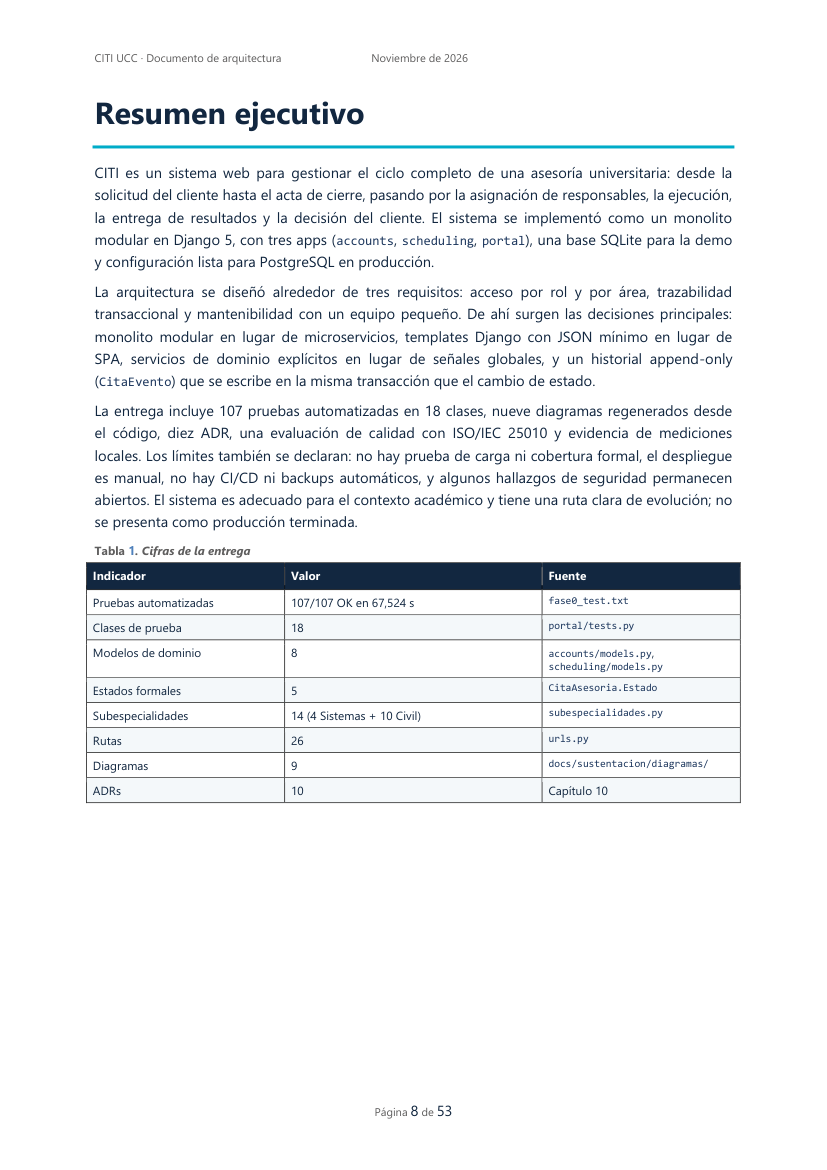 CITI UCC · Documento de arquitectura Noviembre de 2026
Resumen ejecutivo
CITI es un sistema web para gestionar el ciclo completo de una asesoría universitaria: desde la
solicitud del cliente hasta el acta de cierre, pasando por la asignación de responsables, la ejecución,
la entrega de resultados y la decisión del cliente. El sistema se implementó como un monolito
modular en Django 5, con tres apps (accounts, scheduling, portal), una base SQLite para la demo
y configuración lista para PostgreSQL en producción.
La arquitectura se diseñó alrededor de tres requisitos: acceso por rol y por área, trazabilidad
transaccional y mantenibilidad con un equipo pequeño. De ahí surgen las decisiones principales:
monolito modular en lugar de microservicios, templates Django con JSON mínimo en lugar de
SPA, servicios de dominio explícitos en lugar de señales globales, y un historial append-only
(CitaEvento) que se escribe en la misma transacción que el cambio de estado.
La entrega incluye 107 pruebas automatizadas en 18 clases, nueve diagramas regenerados desde
el código, diez ADR, una evaluación de calidad con ISO/IEC 25010 y evidencia de mediciones
locales. Los límites también se declaran: no hay prueba de carga ni cobertura formal, el despliegue
es manual, no hay CI/CD ni backups automáticos, y algunos hallazgos de seguridad permanecen
abiertos. El sistema es adecuado para el contexto académico y tiene una ruta clara de evolución; no
se presenta como producción terminada.
Tabla 1. Cifras de la entrega
Indicador Valor Fuente
Pruebas automatizadas 107/107 OK en 67,524 s fase0_test.txt
Clases de prueba 18 portal/tests.py
Modelos de dominio 8 accounts/models.py,
scheduling/models.py
Estados formales 5 CitaAsesoria.Estado
Subespecialidades 14 (4 Sistemas + 10 Civil) subespecialidades.py
Rutas 26 urls.py
Diagramas 9 docs/sustentacion/diagramas/
ADRs 10 Capítulo 10
Página 8 de 53